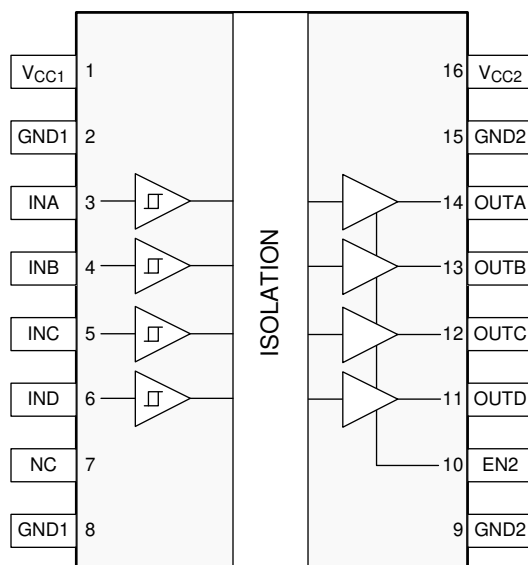 VCC1 1 16 VCC2
GND1 2 15 GND2
INA 3 14 OUTA
INB 4 13 OUTB
ISOLATION
INC 5 12 OUTC
IND 6 11 OUTD
NC 7 10 EN2
GND1 8 9 GND2